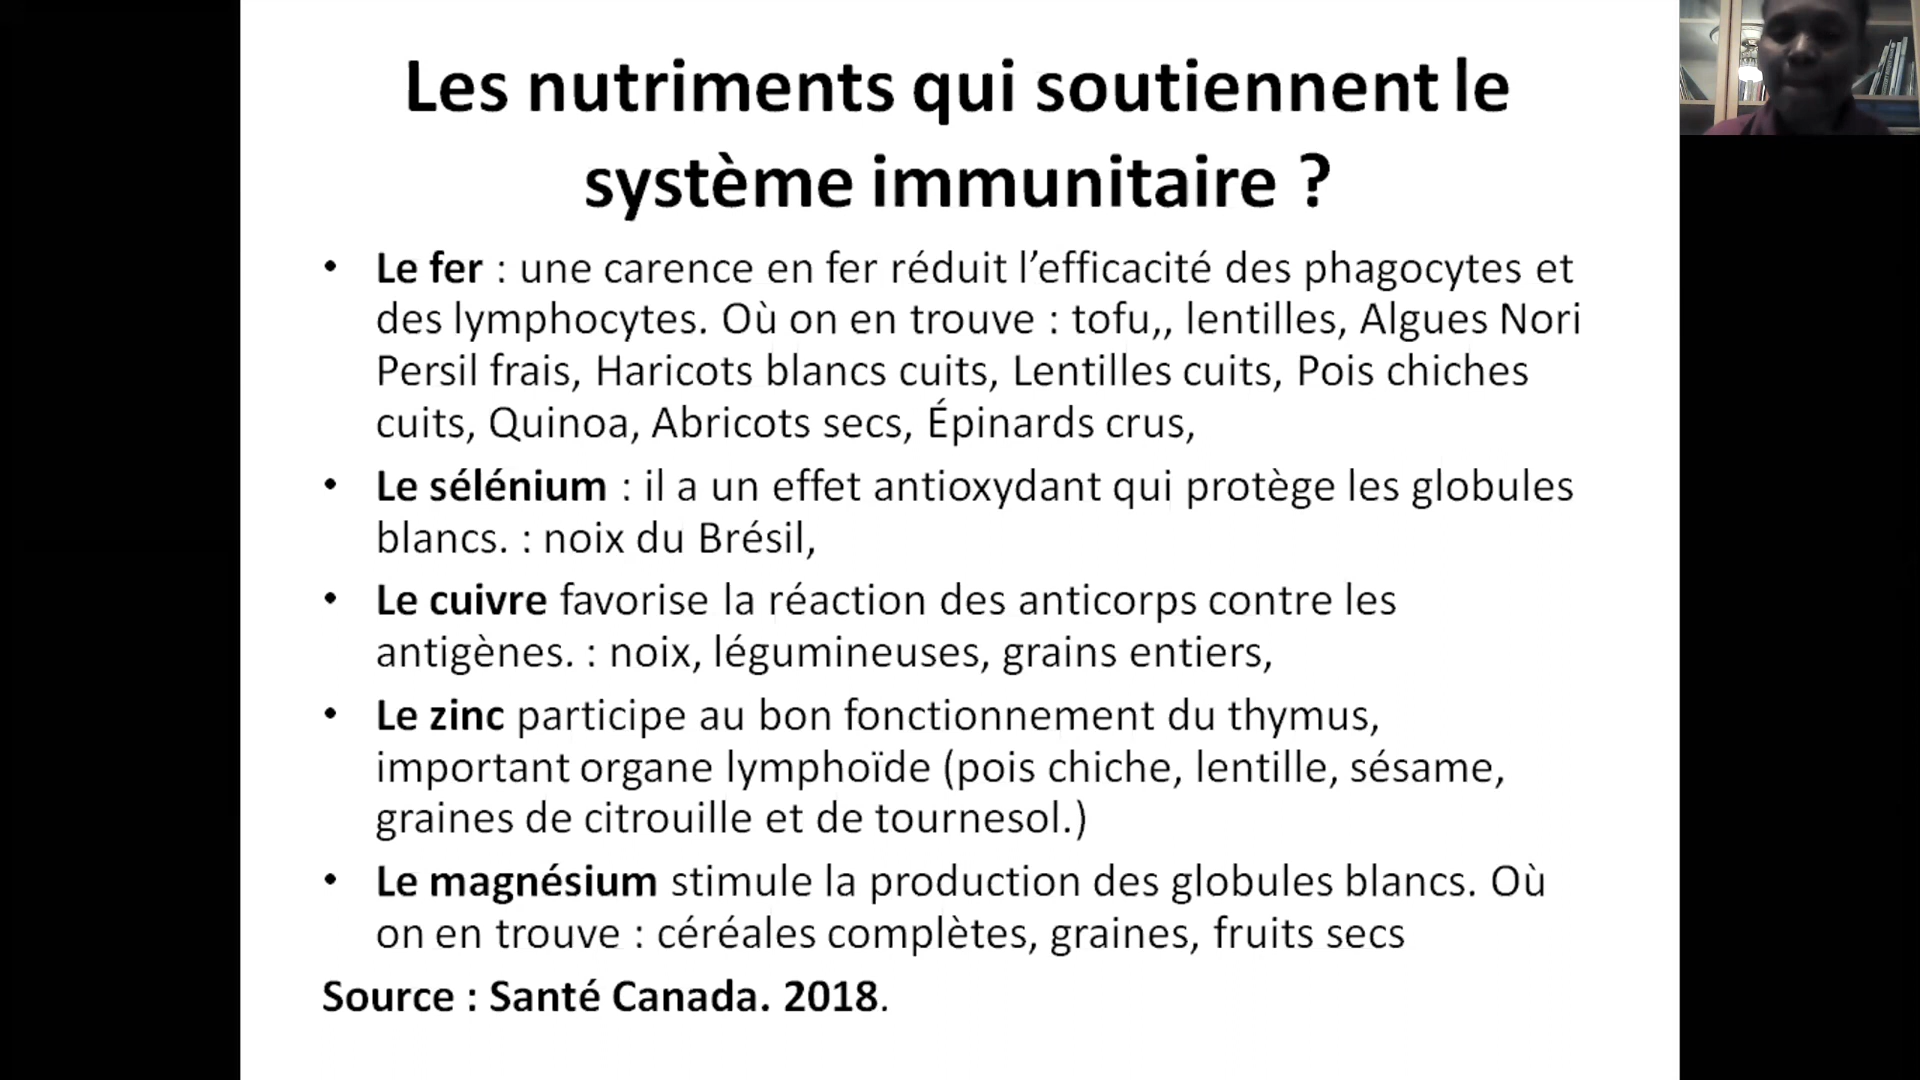 Les nutriments qui soutiennent le
système immunitaire ?
• Le fer : une carence en fer réduit l’efficacité des phagocytes et
des lymphocytes. Où on en trouve : tofu,, lentilles, Algues Nori
Persil frais, Haricots blancs cuits, Lentilles cuits, Pois chiches
cuits, Quinoa, Abricots secs, Épinards crus,
• Le sélénium : il a un effet antioxydant qui protège les globules
blancs. : noix du Brésil,
• Le cuivre favorise la réaction des anticorps contre les
antigènes. : noix, légumineuses, grains entiers,
• Le zinc participe au bon fonctionnement du thymus,
important organe lymphoïde (pois chiche, lentille, sésame,
graines de citrouille et de tournesol.)
• Le magnésium stimule la production des globules blancs. Où
on en trouve : céréales complètes, graines, fruits secs
Source : Santé Canada. 2018.